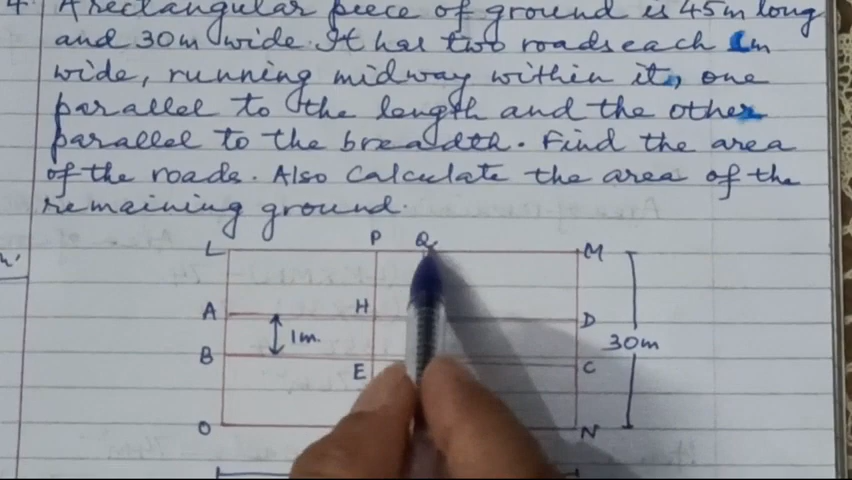 4. A rectangular piece of ground is 45m long
and 30m wide. It has two roads each 1m
wide, running midway within it, one
parallel to the length and the other
parallel to the breadth. Find the area
of the roads. Also calculate the area of the
remaining ground.
L P Q M
A H D
1m.
30m
B E C
O N